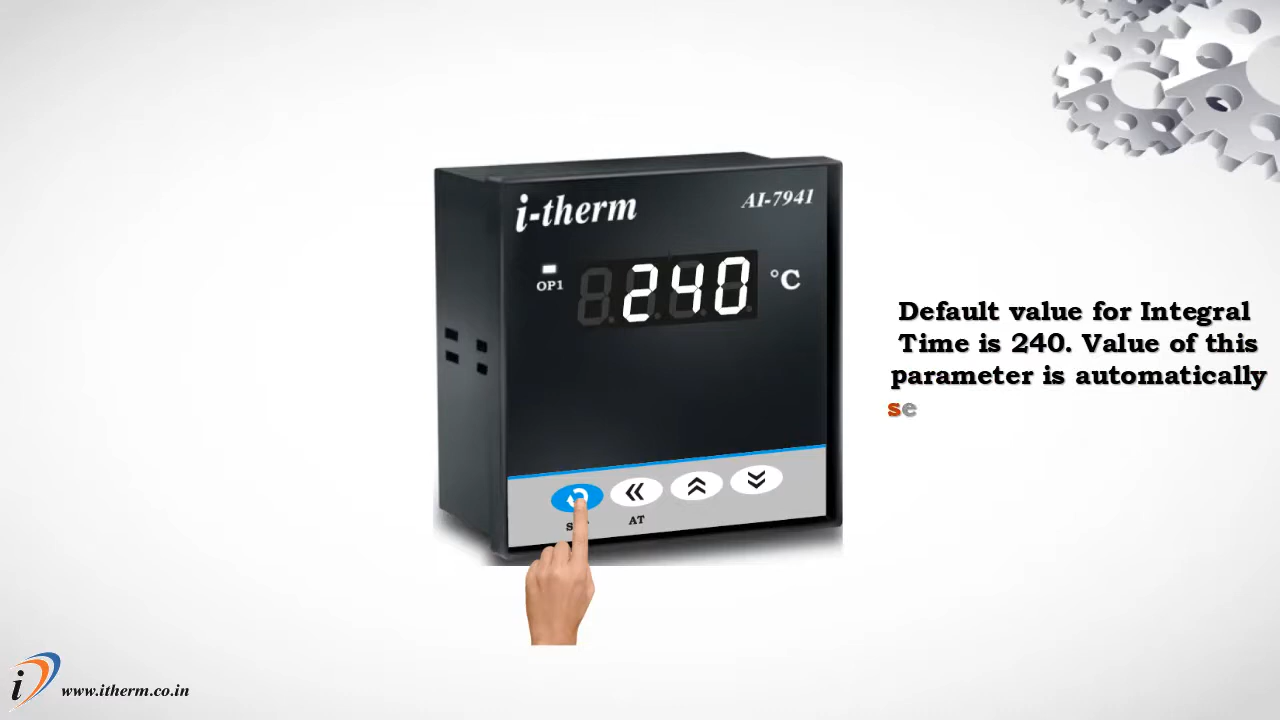 i-therm
AI-7941
240
°C
OP1
AT
Default value for Integral
Time is 240. Value of this
parameter is automatically
se
www.itherm.co.in